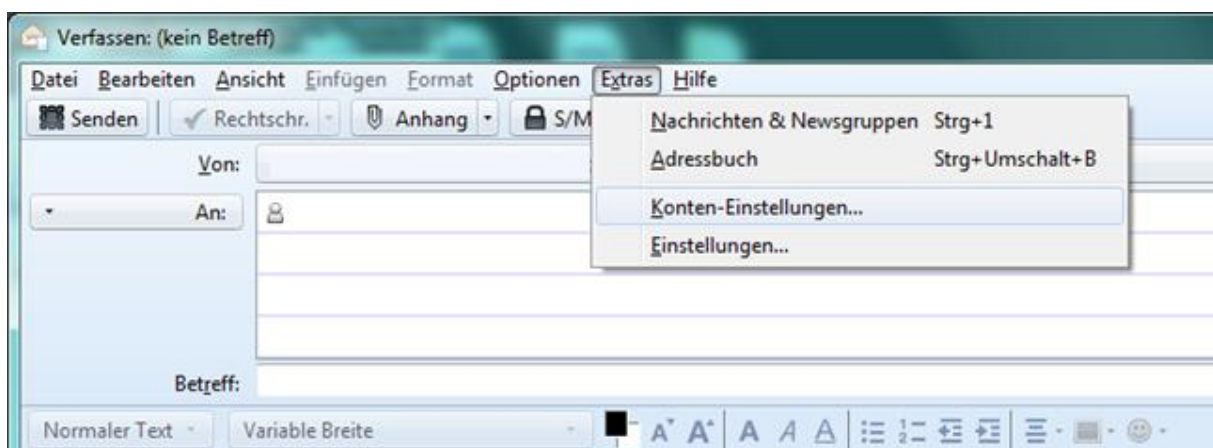 Verfassen: (kein Betreff)
Datei Bearbeiten Ansicht Einfügen Format Optionen Extras Hilfe
Senden Rechtschr. Anhang S/M
Nachrichten & Newsgruppen Strg+1
Von:
Adressbuch Strg+Umschalt+B
An:
Konten-Einstellungen...
Einstellungen...
Betreff:
Normaler Text Variable Breite